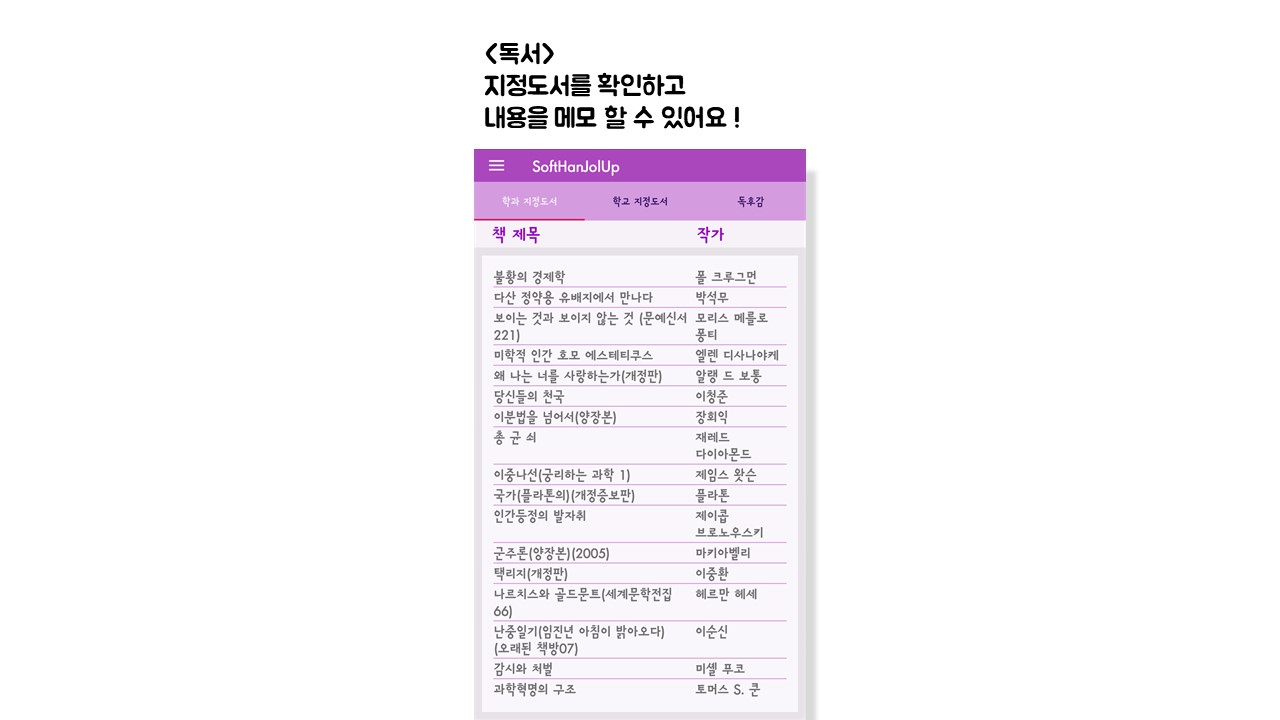 <독서>
지정도서를 확인하고
내용을 메모 할 수 있어요 !
SoftHanJolUp
학과 지정도서 학교 지정도서 독후감
책 제목 작가
불황의 경제학 폴 크루그먼
다산 정약용 유배지에서 만나다 박석무
보이는 것과 보이지 않는 것 (문예신서 모리스 메를로
221) 퐁티
미학적 인간 호모 에스테티쿠스 엘렌 디사나야케
왜 나는 너를 사랑하는가(개정판) 알랭 드 보통
당신들의 천국 이청준
이분법을 넘어서(양장본) 장회익
총 균 쇠 재레드
다이아몬드
이중나선(궁리하는 과학 1) 제임스 왓슨
국가(플라톤의)(개정증보판) 플라톤
인간등정의 발자취 제이콥
브로노우스키
군주론(양장본)(2005) 마키아벨리
택리지(개정판) 이중환
나르치스와 골드문트(세계문학전집 헤르만 헤세
66)
난중일기(임진년 아침이 밝아오다) 이순신
(오래된 책방07)
감시와 처벌 미셸 푸코
과학혁명의 구조 토머스 S. 쿤